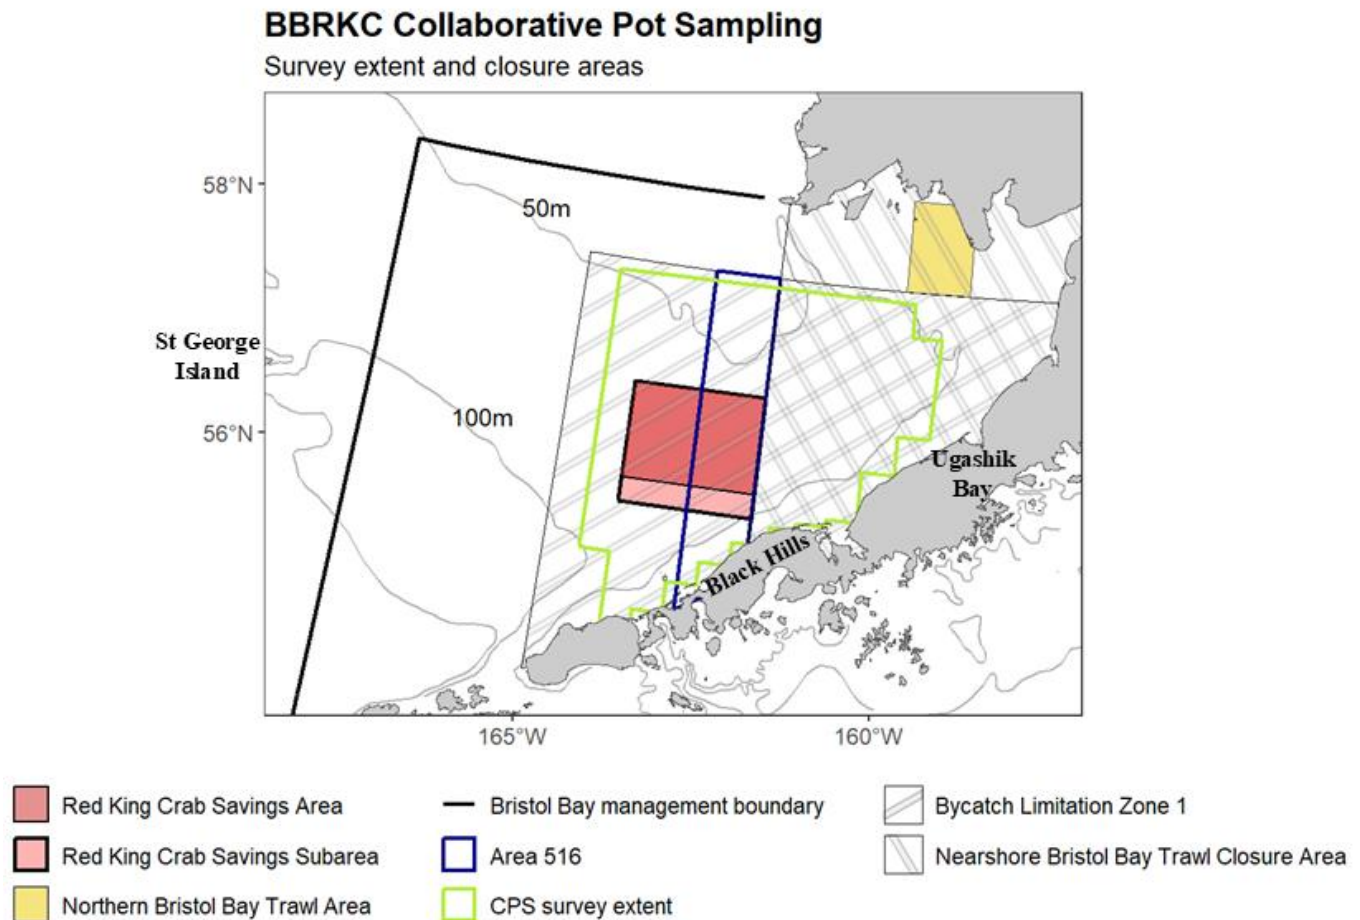 BBRKC Collaborative Pot Sampling
Survey extent and closure areas
58°N
50m
St George
Island
100m
56°N
Ugashik
Bay
Black Hills
165°W
160°W
Red King Crab Savings Area
Red King Crab Savings Subarea
Northern Bristol Bay Trawl Area
Bristol Bay management boundary
Area 516
CPS survey extent
Bycatch Limitation Zone 1
Nearshore Bristol Bay Trawl Closure Area